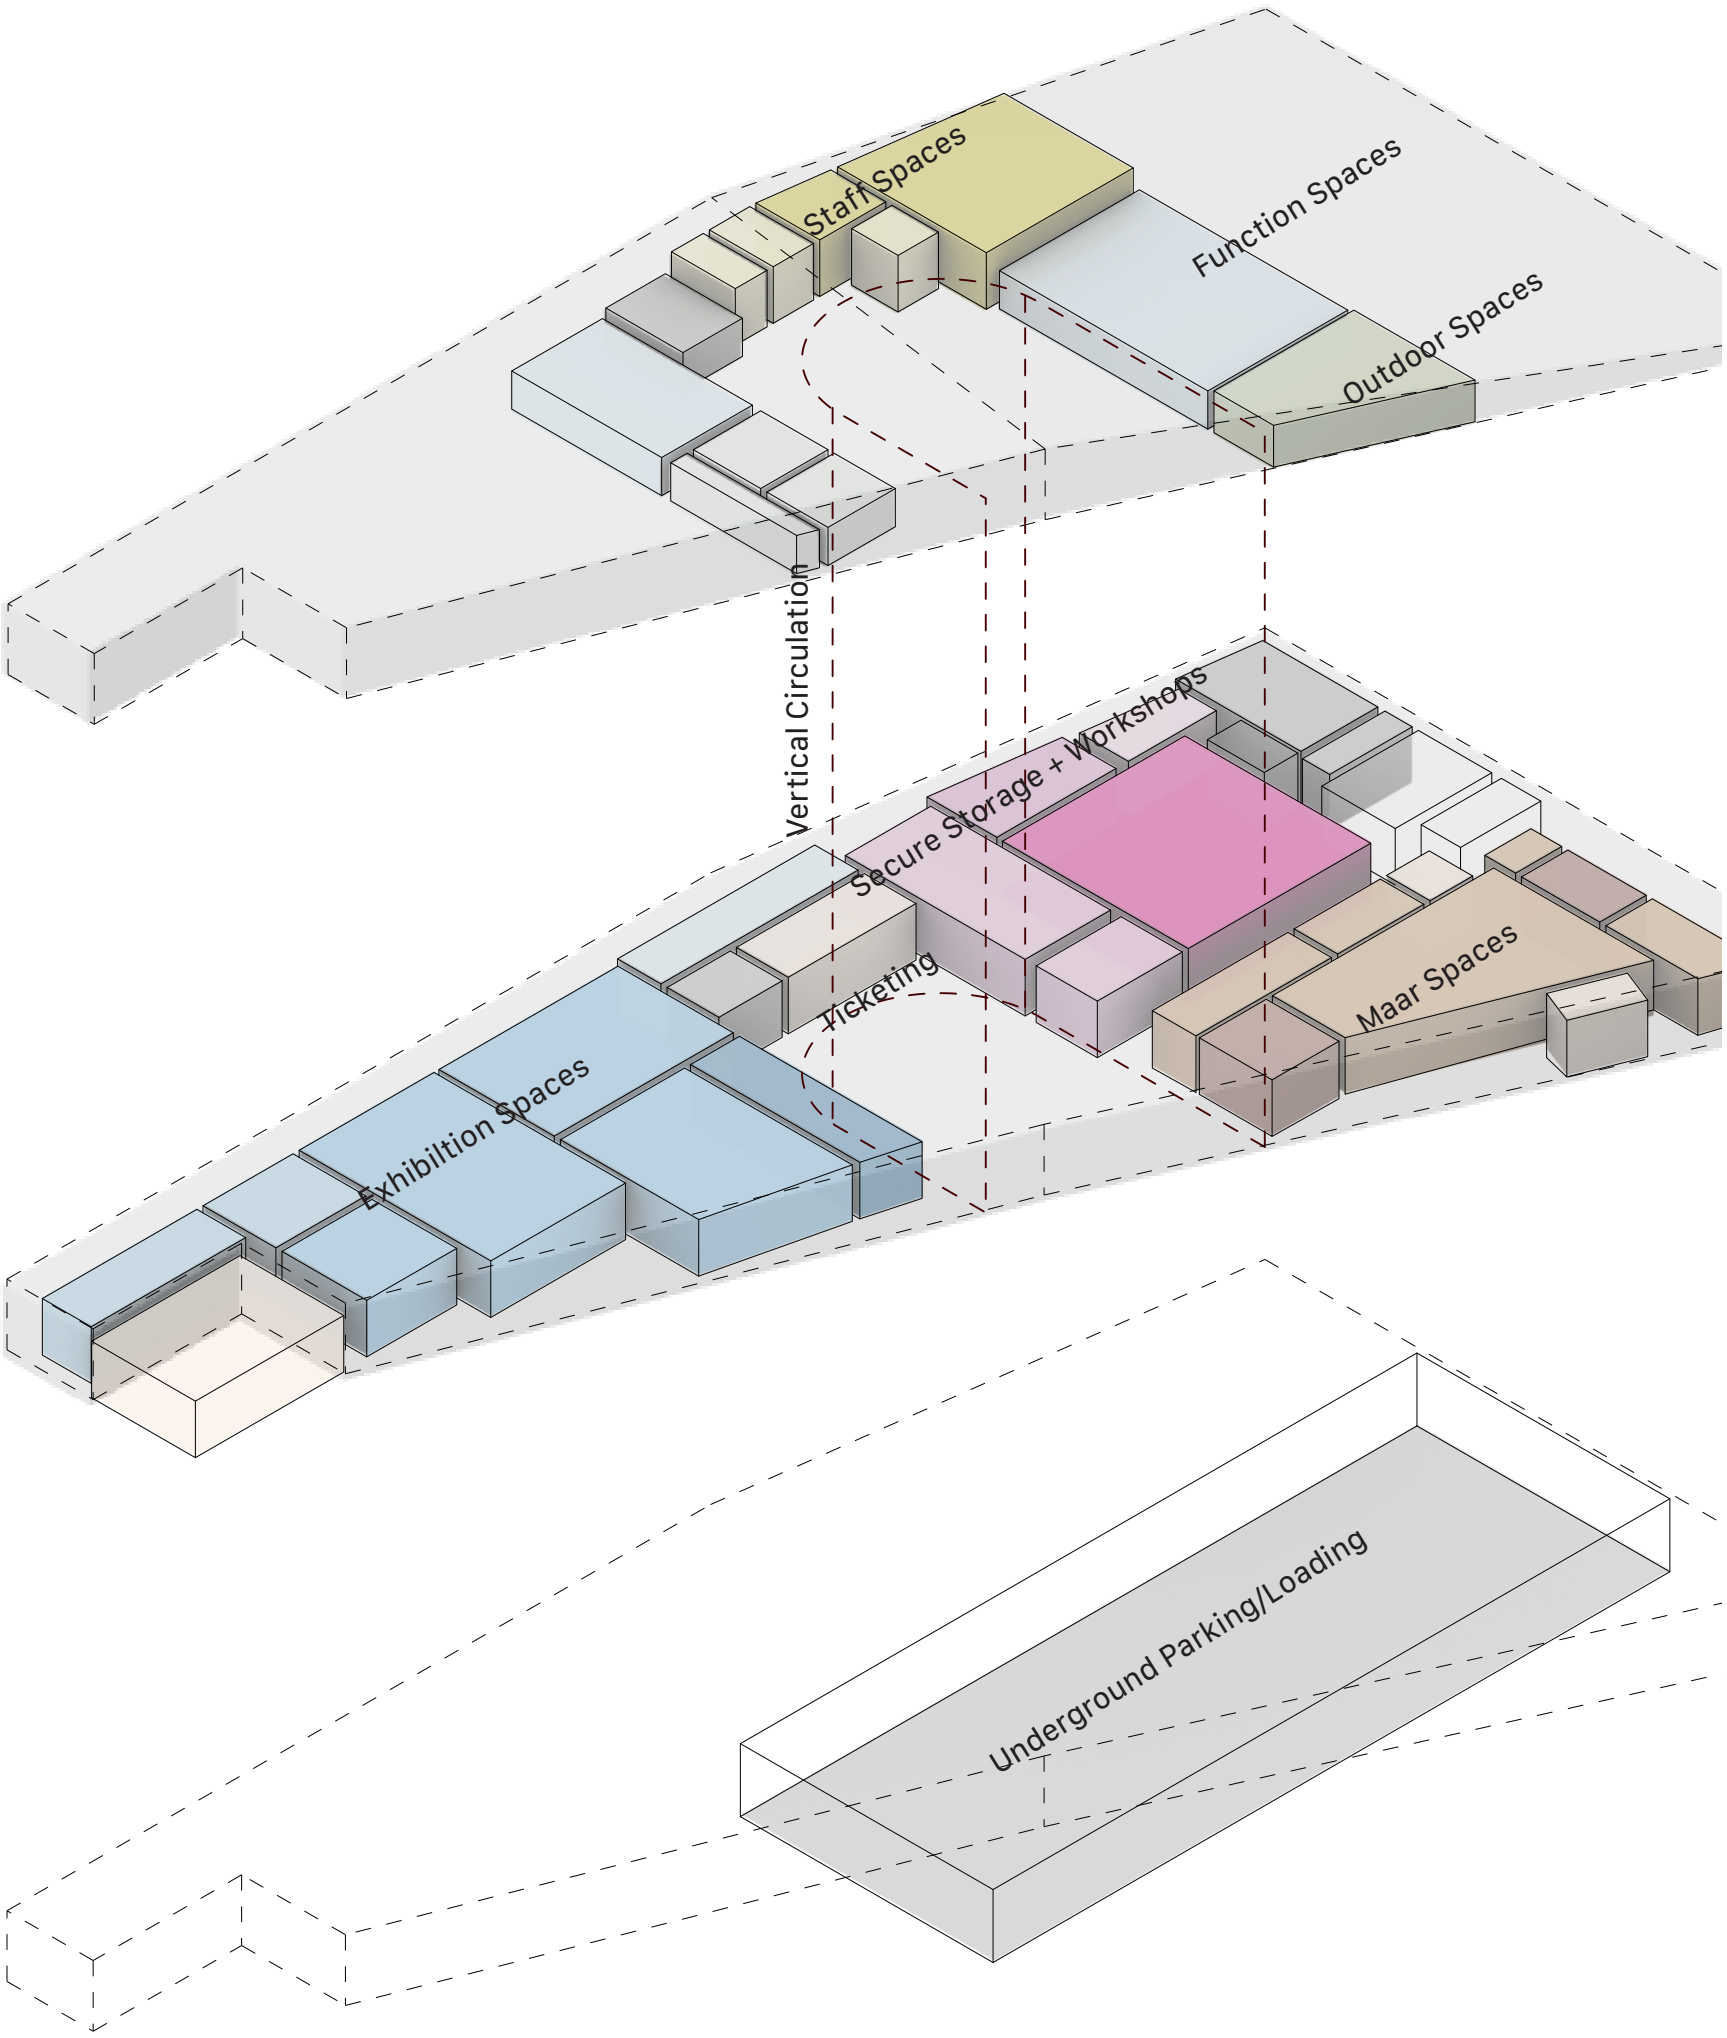 Staff Spaces
Function Spaces
Outdoor Spaces
Vertical Circulation
Secure Storage + Workshops
Ticketing
Maar Spaces
Exhibiltion Spaces
Underground Parking/Loading